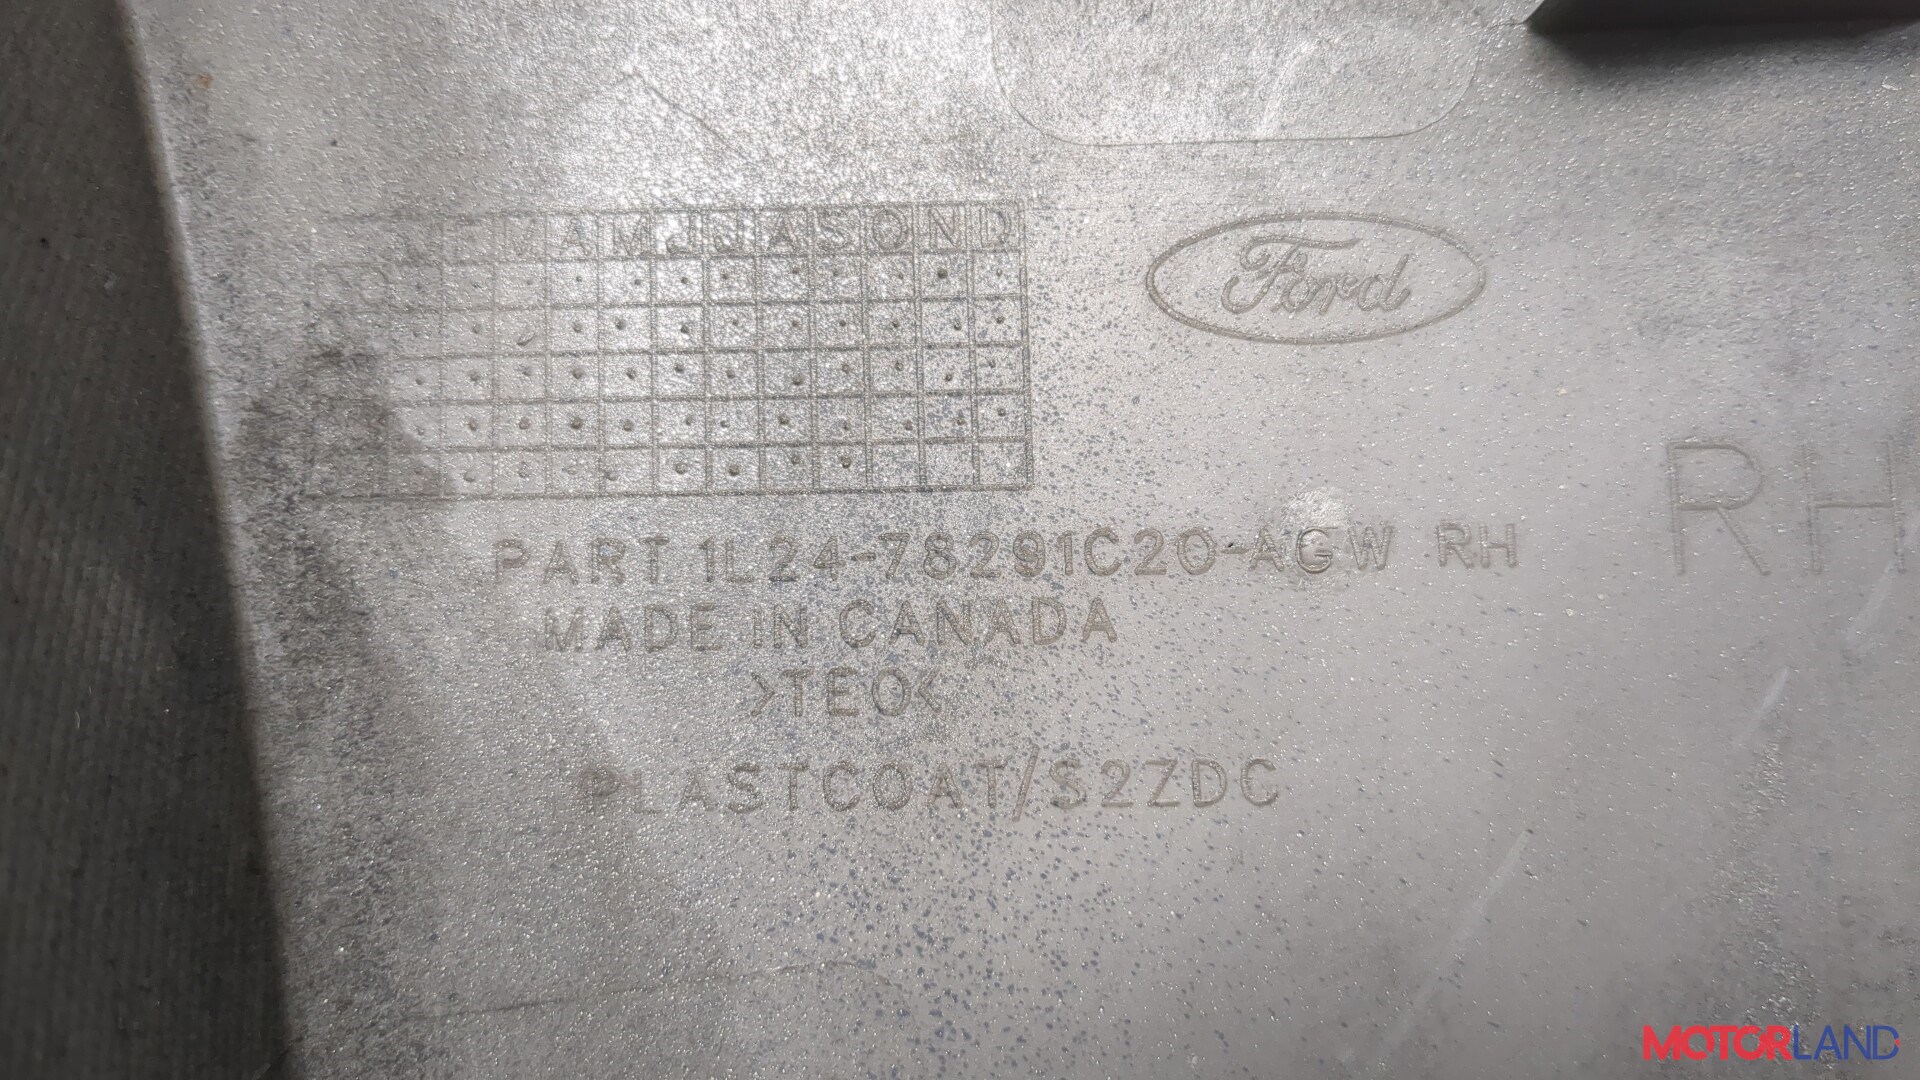 J F M A M J J A S O N D
Ford
RH
PART 1L24-78291C20-AGW RH
MADE IN CANADA
>TEO<
PLASTCOAT/S2ZDC
MOTORLAND